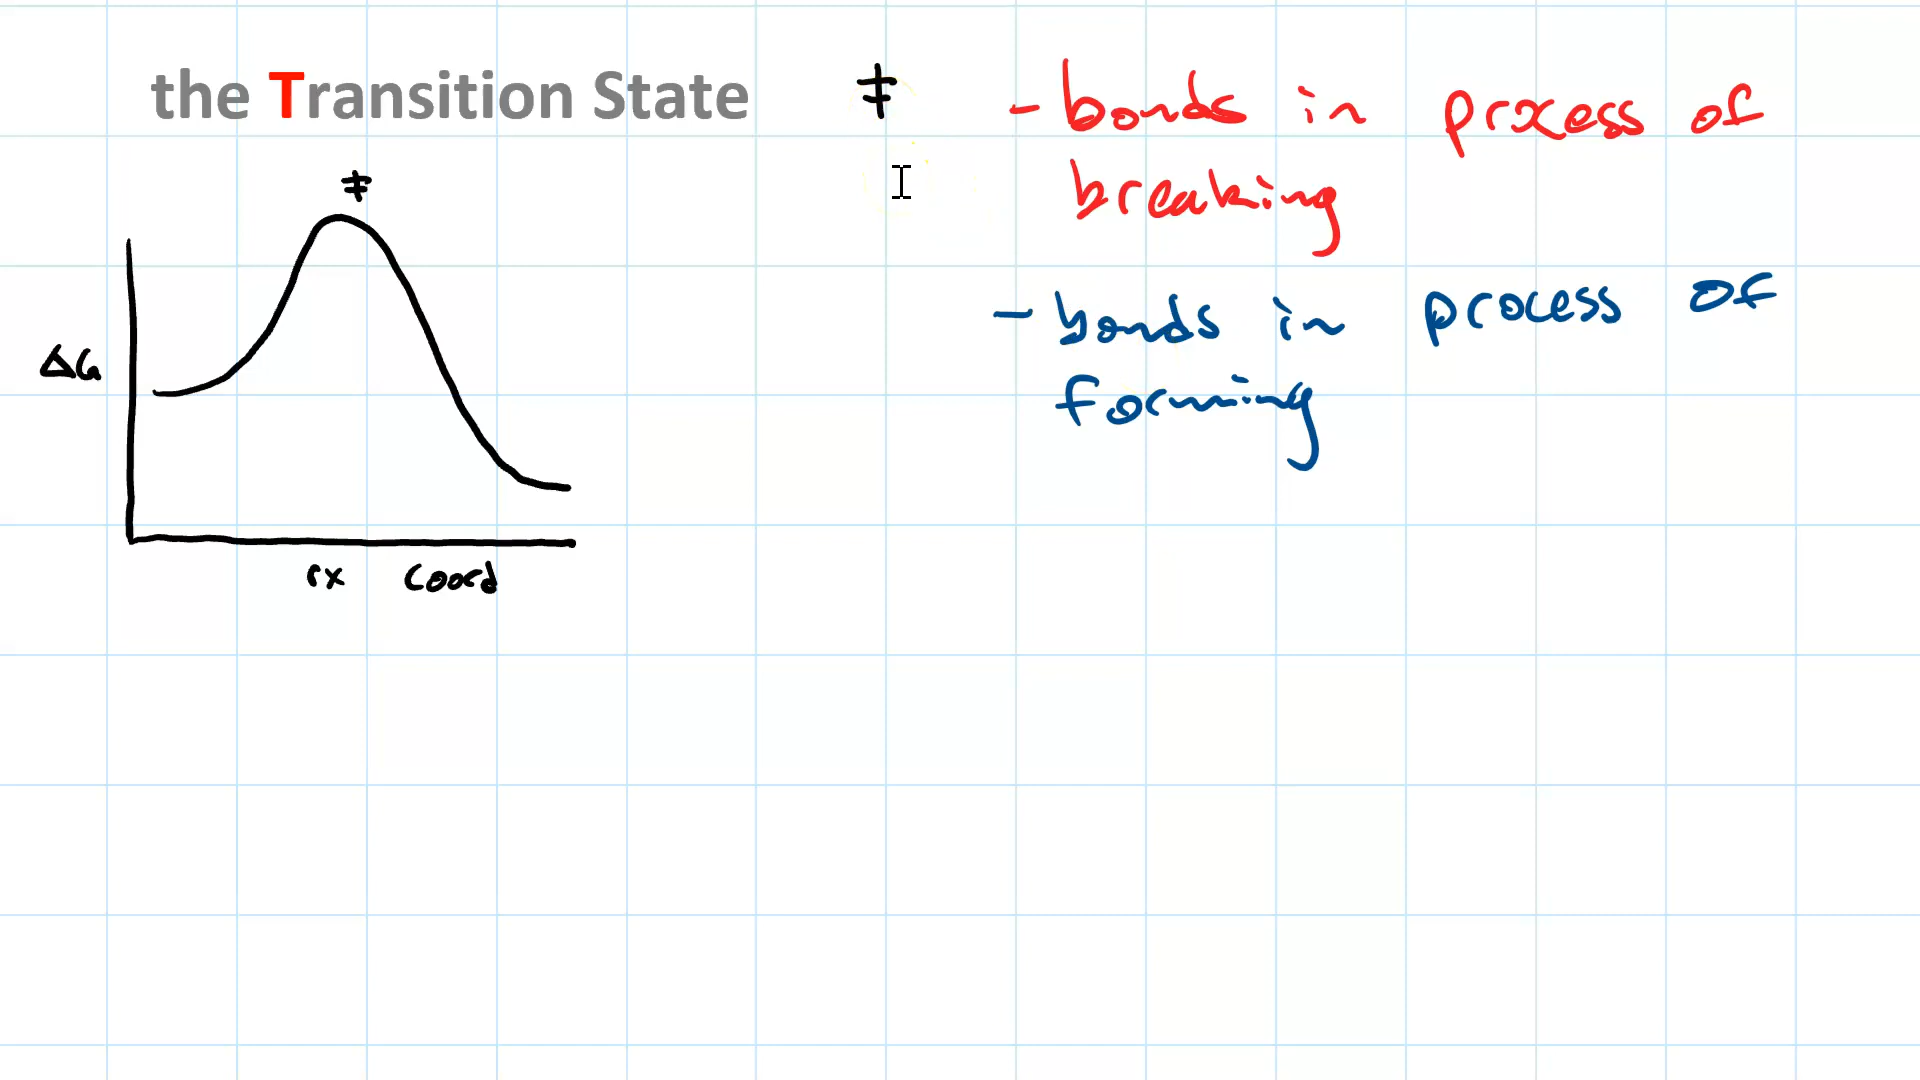 the Transition State ‡
- bonds in process of
breaking
- bonds in process of
forming
‡
ΔG
rx coord